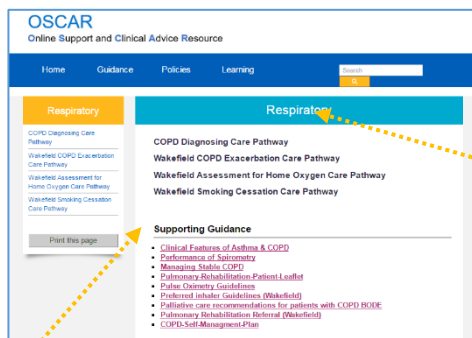 OSCAR
Online Support and Clinical Advice Resource
Home Guidance Policies Learning Search
Respiratory
COPD Diagnosing Care
Pathway
Wakefield COPD Exacerbation
Care Pathway
Wakefield Assessment for
Home Oxygen Care Pathway
Wakefield Smoking Cessation
Care Pathway
Print this page
Respiratory
COPD Diagnosing Care Pathway
Wakefield COPD Exacerbation Care Pathway
Wakefield Assessment for Home Oxygen Care Pathway
Wakefield Smoking Cessation Care Pathway
Supporting Guidance
Clinical Features of Asthma & COPD
Performance of Spirometry
Managing Stable COPD
Pulmonary-Rehabilitation-Patient-Leaflet
Pulse Oximetry Guidelines
Preferred inhaler Guidelines (Wakefield)
Palliative care recommendations for patients with COPD BODE
Pulmonary Rehabilitation Referral (Wakefield)
COPD-Self-Managment-Plan